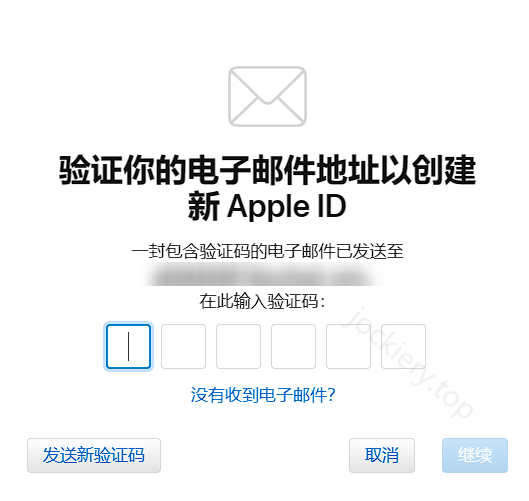 验证你的电子邮件地址以创建
新 Apple ID
一封包含验证码的电子邮件已发送至
在此输入验证码：
没有收到电子邮件？
发送新验证码
取消
继续
jockiery.top